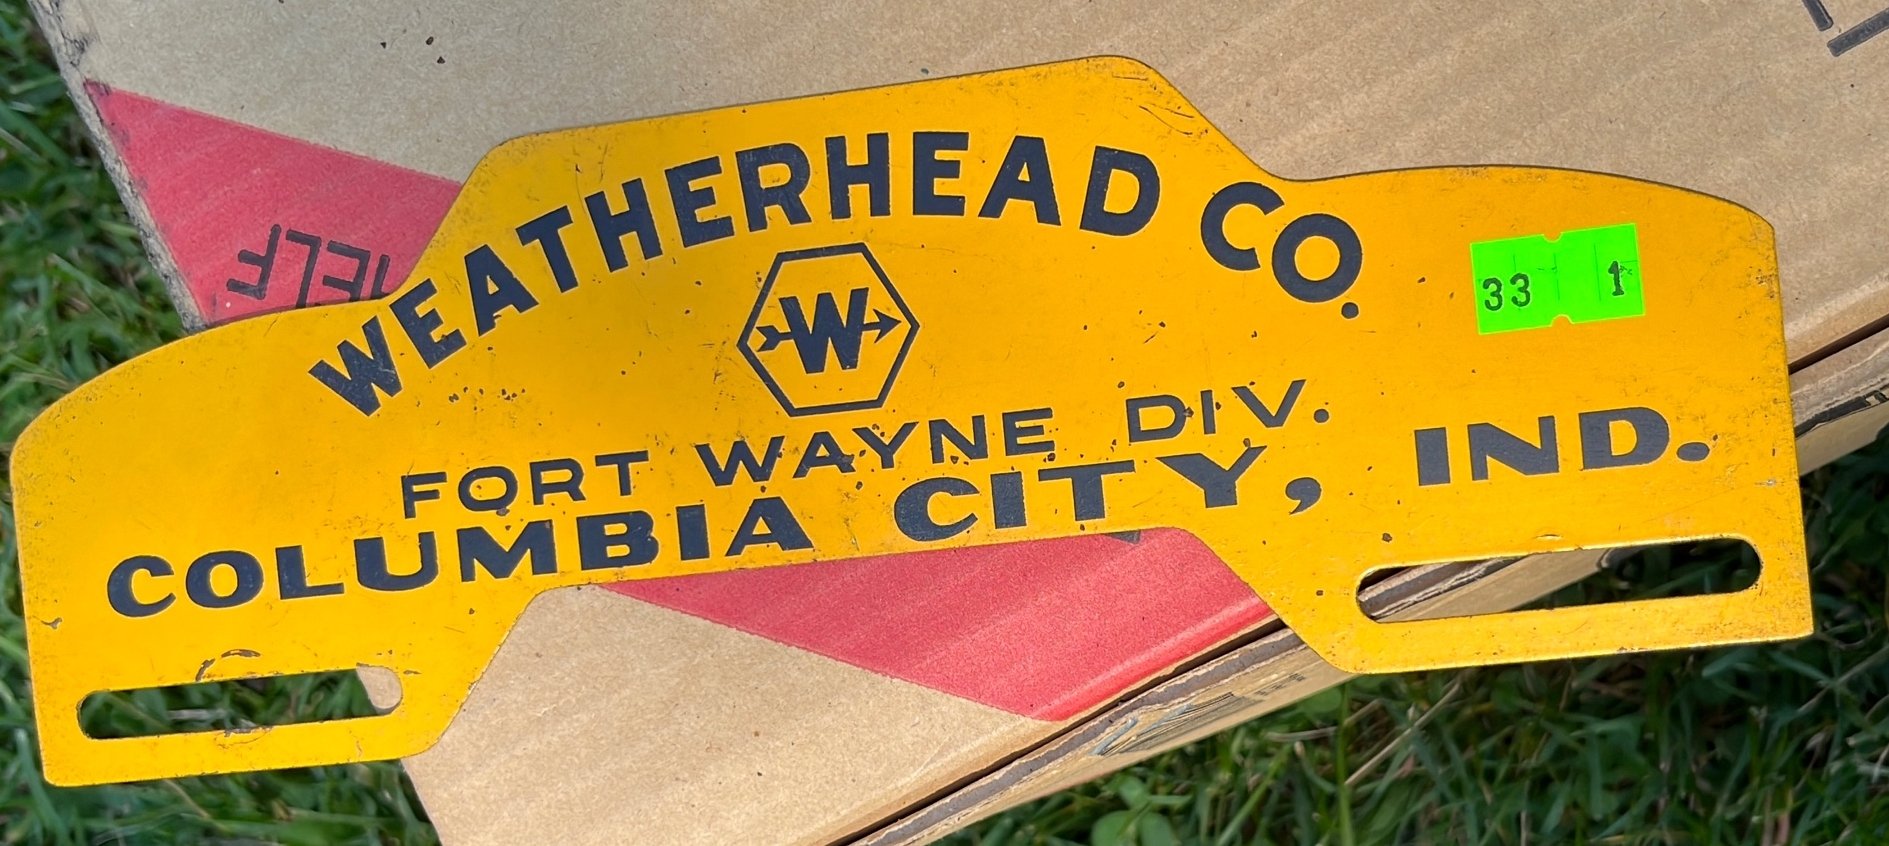 WEATHERHEAD CO.
W
FORT WAYNE DIV.
COLUMBIA CITY, IND.
33 1